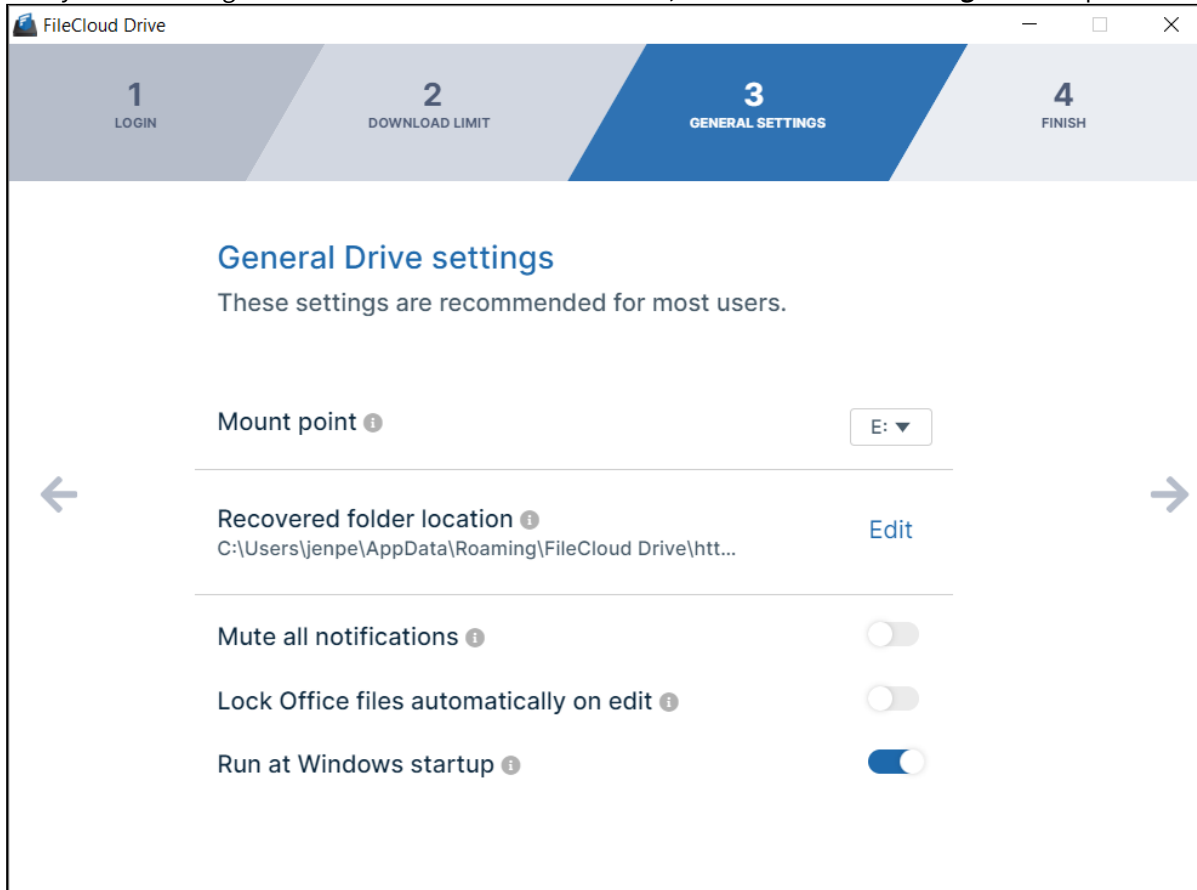 FileCloud Drive
1
LOGIN
2
DOWNLOAD LIMIT
3
GENERAL SETTINGS
4
FINISH
General Drive settings
These settings are recommended for most users.
Mount point
E:
Recovered folder location
Edit
C:\Users\jenpe\AppData\Roaming\FileCloud Drive\htt...
Mute all notifications
Lock Office files automatically on edit
Run at Windows startup